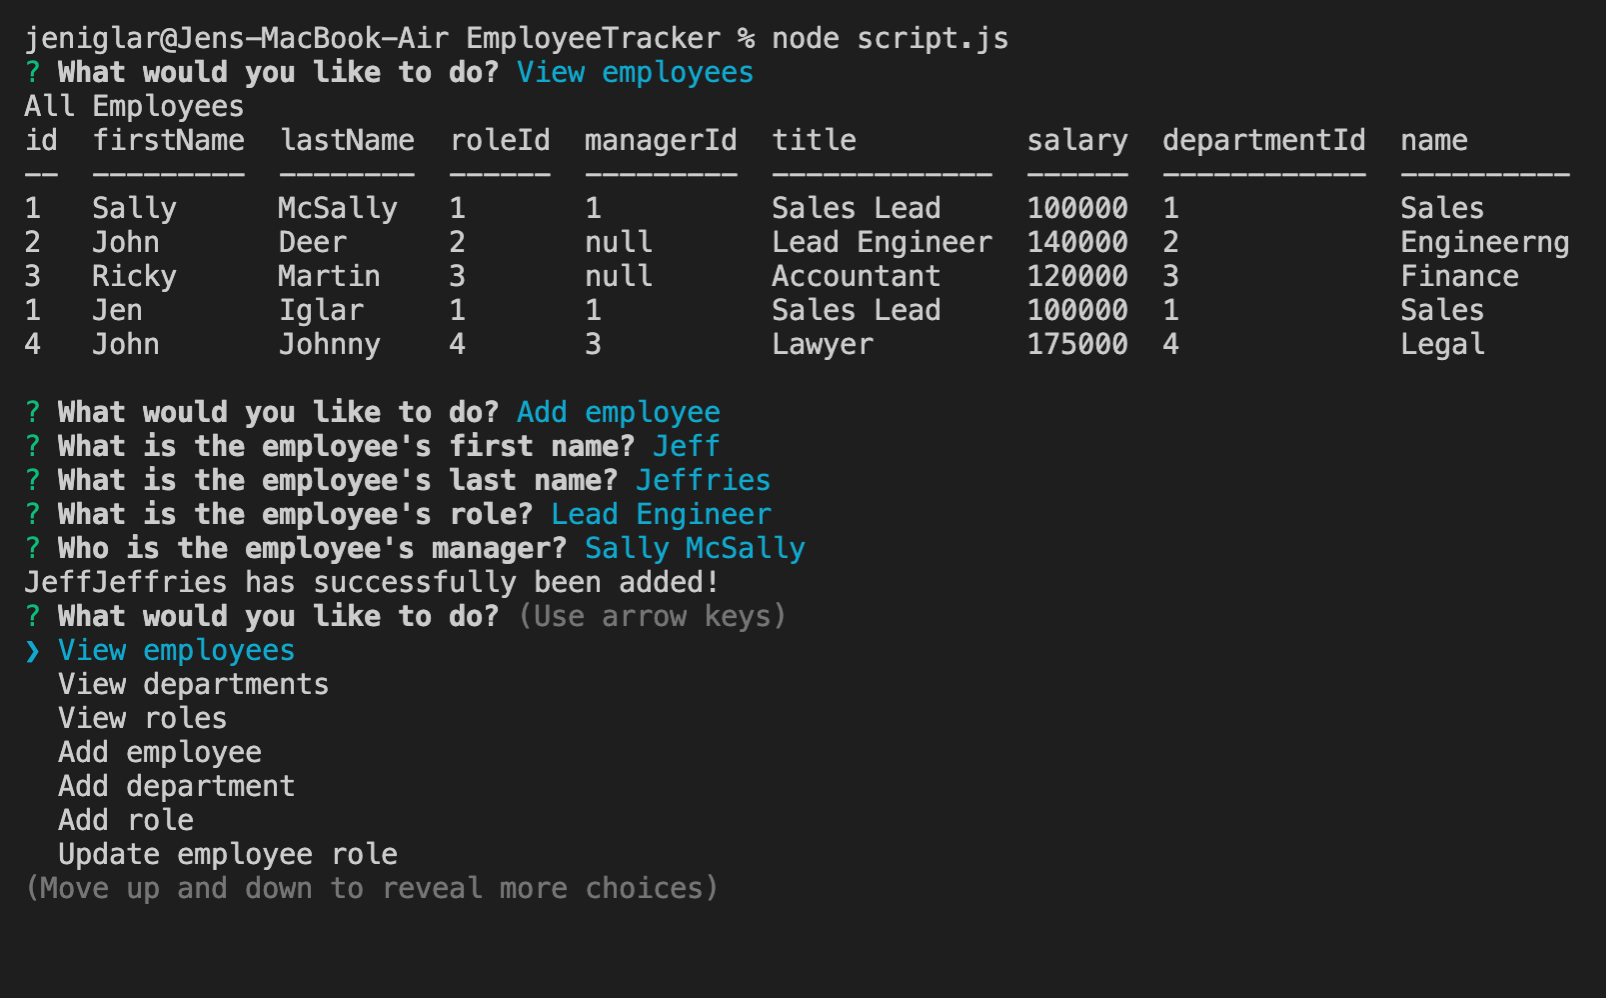 jeniglar@Jens-MacBook-Air EmployeeTracker % node script.js
? What would you like to do? View employees
All Employees
id  firstName  lastName  roleId  managerId  title          salary  departmentId  name
--  ---------  --------  ------  ---------  -------------  ------  ------------  ----------
1   Sally      McSally   1       1          Sales Lead     100000  1             Sales
2   John       Deer      2       null       Lead Engineer  140000  2             Engineerng
3   Ricky      Martin    3       null       Accountant     120000  3             Finance
1   Jen        Iglar     1       1          Sales Lead     100000  1             Sales
4   John       Johnny    4       3          Lawyer         175000  4             Legal
? What would you like to do? Add employee
? What is the employee's first name? Jeff
? What is the employee's last name? Jeffries
? What is the employee's role? Lead Engineer
? Who is the employee's manager? Sally McSally
JeffJeffries has successfully been added!
? What would you like to do? (Use arrow keys)
❯ View employees
  View departments
  View roles
  Add employee
  Add department
  Add role
  Update employee role
(Move up and down to reveal more choices)